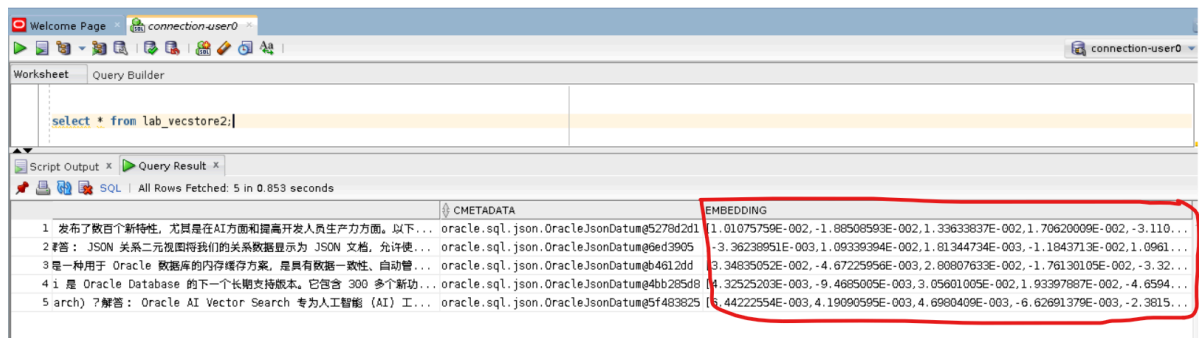 Welcome Page × connection-user0 ×
connection-user0
Worksheet Query Builder
select * from lab_vecstore2;
Script Output × Query Result ×
SQL | All Rows Fetched: 5 in 0.853 seconds
CMETADATA EMBEDDING
1 发布了数百个新特性，尤其是在AI方面和提高开发人员生产力方面。以下... oracle.sql.json.OracleJsonDatum@5278d2d1 [1.01075759E-002,-1.88508593E-002,1.33633837E-002,1.70620009E-002,-3.110...
2 答： JSON 关系二元视图将我们的关系数据显示为 JSON 文档，允许使... oracle.sql.json.OracleJsonDatum@6ed3905 [-3.36238951E-003,1.09339394E-002,1.81344734E-003,-1.1843713E-002,1.0961...
3 是一种用于 Oracle 数据库的内存缓存方案，是具有数据一致性、自动管... oracle.sql.json.OracleJsonDatum@b4612dd [3.34835052E-002,-4.67225956E-003,2.80807633E-002,-1.76130105E-002,-3.32...
4 i 是 Oracle Database 的下一个长期支持版本。它包含 300 多个新功... oracle.sql.json.OracleJsonDatum@4bb285d8 [4.32525203E-002,-9.4685005E-003,3.05601005E-002,1.93397887E-002,-4.6594...
5 arch) ?解答： Oracle AI Vector Search 专为人工智能 (AI) 工... oracle.sql.json.OracleJsonDatum@5f483825 [6.44222554E-003,4.19090595E-003,4.6980409E-003,-6.62691379E-003,-2.3815...